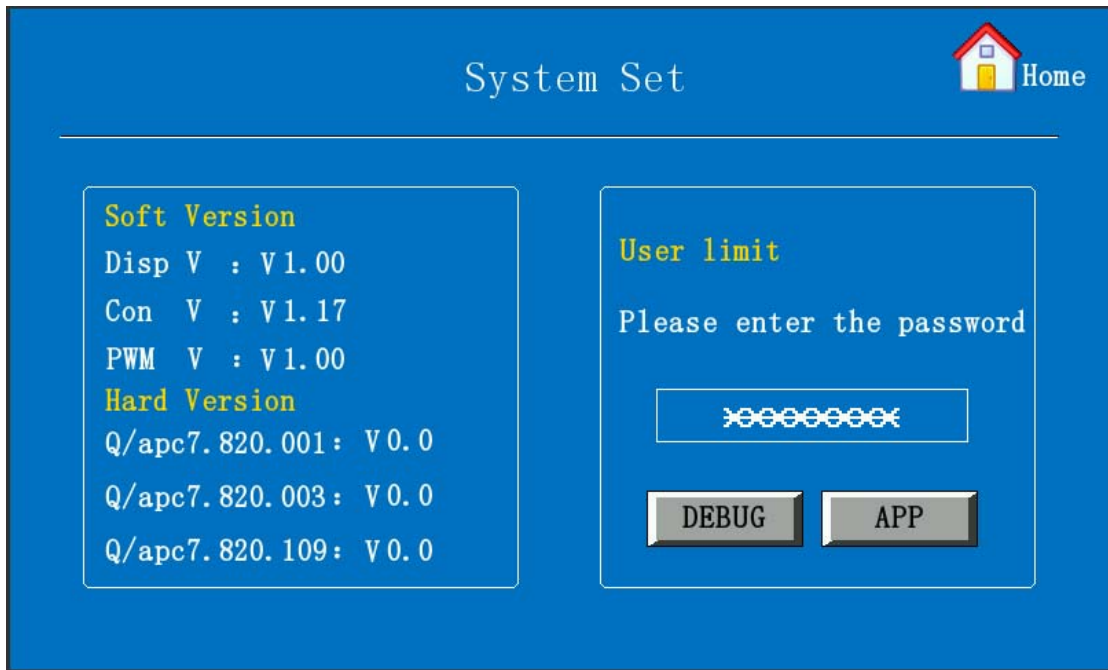 System Set
Home
Soft Version
Disp V : V1.00
Con V : V1.17
PWM V : V1.00
Hard Version
Q/apc7.820.001: V0.0
Q/apc7.820.003: V0.0
Q/apc7.820.109: V0.0
User limit
Please enter the password
DEBUG
APP